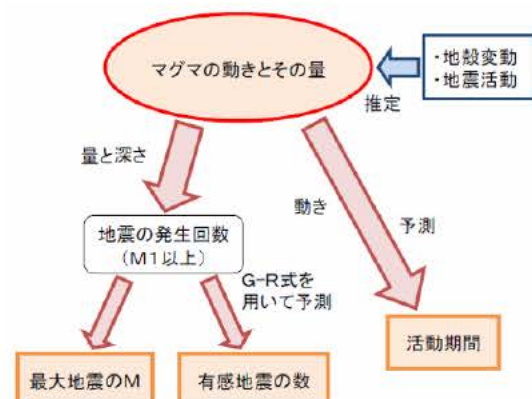 マグマの動きとその量
・地殻変動
・地震活動
推定
量と深さ
動き
予測
地震の発生回数
（M1以上）
G-R式を
用いて予測
活動期間
最大地震のM
有感地震の数